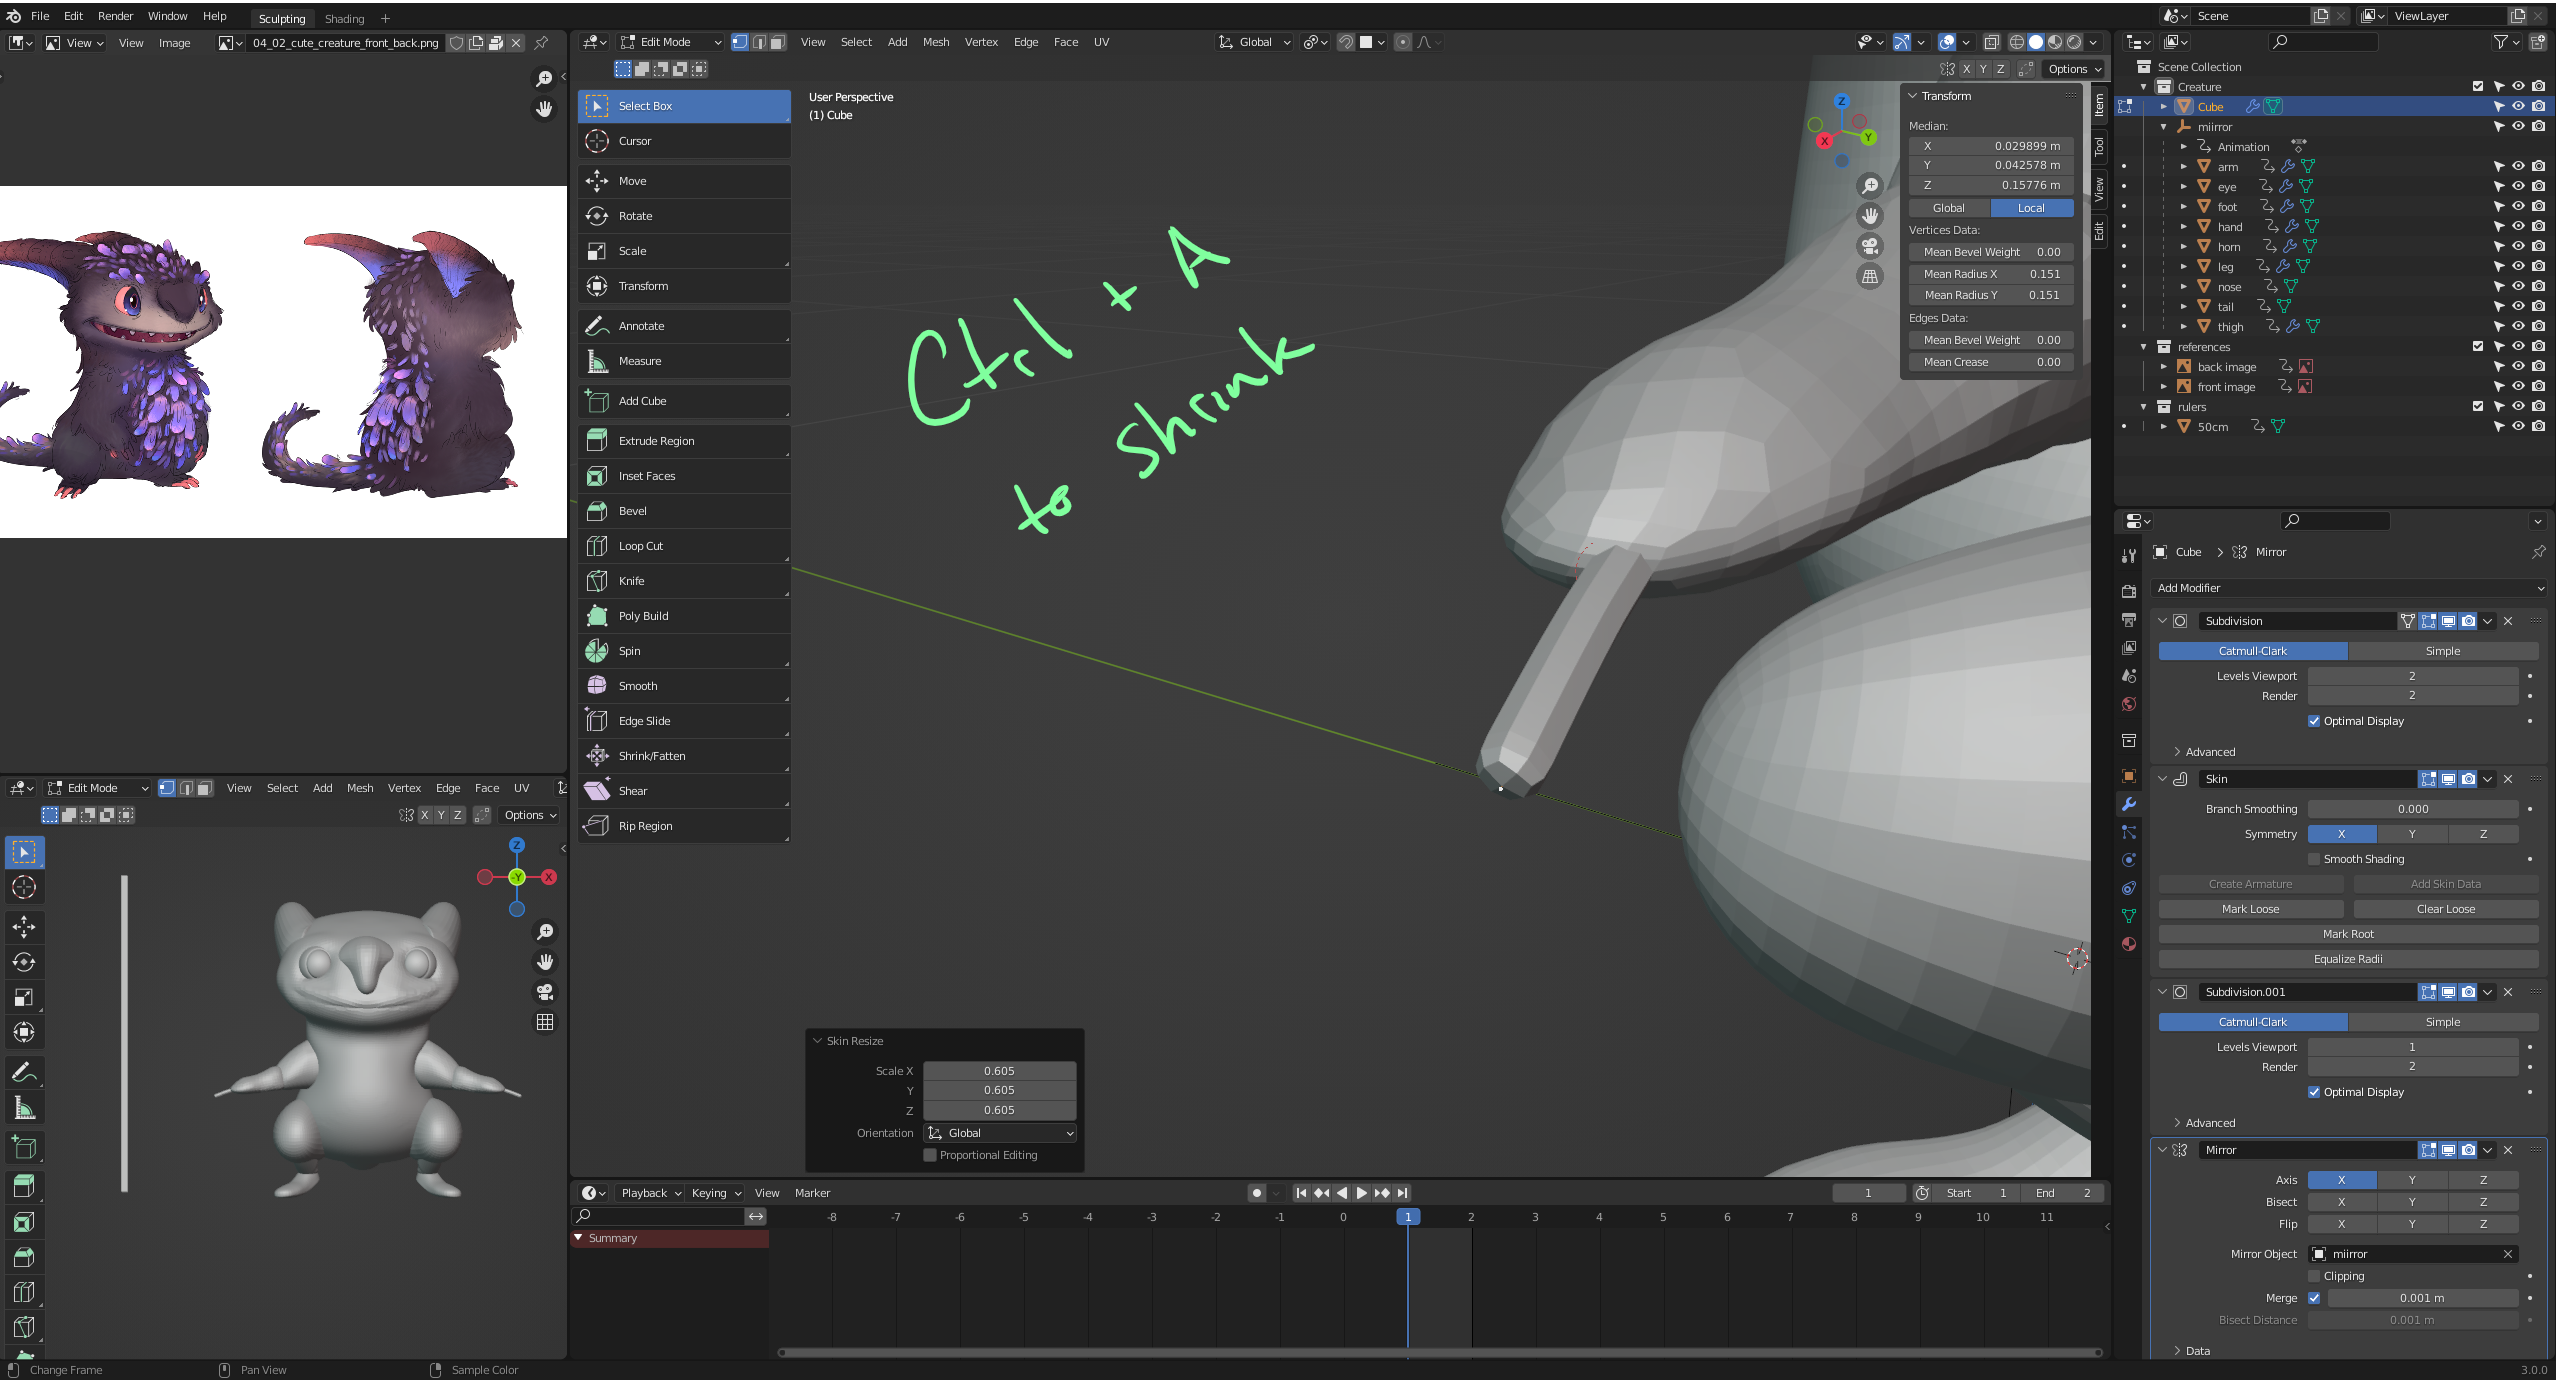 File Edit Render Window Help Sculpting Shading + Scene ViewLayer
View View Image 04_02_cute_creature_front_back.png
Edit Mode View Select Add Mesh Vertex Edge Face UV Global
X Y Z Options
Select Box
Cursor
Move
Rotate
Scale
Transform
Annotate
Measure
Add Cube
Extrude Region
Inset Faces
Bevel
Loop Cut
Knife
Poly Build
Spin
Smooth
Edge Slide
Shrink/Fatten
Shear
Rip Region
User Perspective
(1) Cube
Ctrl + A
to shrink
Z
X
Y
Transform
Median:
X 0.029899 m
Y 0.042578 m
Z 0.15776 m
Global Local
Vertices Data:
Mean Bevel Weight 0.00
Mean Radius X 0.151
Mean Radius Y 0.151
Edges Data:
Mean Bevel Weight 0.00
Mean Crease 0.00
Item
Tool
View
Edit
Skin Resize
Scale X 0.605
Y 0.605
Z 0.605
Orientation Global
Proportional Editing
Edit Mode View Select Add Mesh Vertex Edge Face UV
X Y Z Options
Z
-Y X
Playback Keying View Marker 1 Start 1 End 2
-8 -7 -6 -5 -4 -3 -2 -1 0 1 2 3 4 5 6 7 8 9 10 11
Summary
Scene Collection
Creature
Cube
miirror
Animation
arm
eye
foot
hand
horn
leg
nose
tail
thigh
references
back image
front image
rulers
50cm
Cube > Mirror
Add Modifier
Subdivision
Catmull-Clark Simple
Levels Viewport 2
Render 2
Optimal Display
Advanced
Skin
Branch Smoothing 0.000
Symmetry X Y Z
Smooth Shading
Create Armature Add Skin Data
Mark Loose Clear Loose
Mark Root
Equalize Radii
Subdivision.001
Catmull-Clark Simple
Levels Viewport 1
Render 2
Optimal Display
Advanced
Mirror
Axis X Y Z
Bisect X Y Z
Flip X Y Z
Mirror Object miirror
Clipping
Merge 0.001 m
Bisect Distance 0.001 m
Data
Change Frame Pan View Sample Color 3.0.0